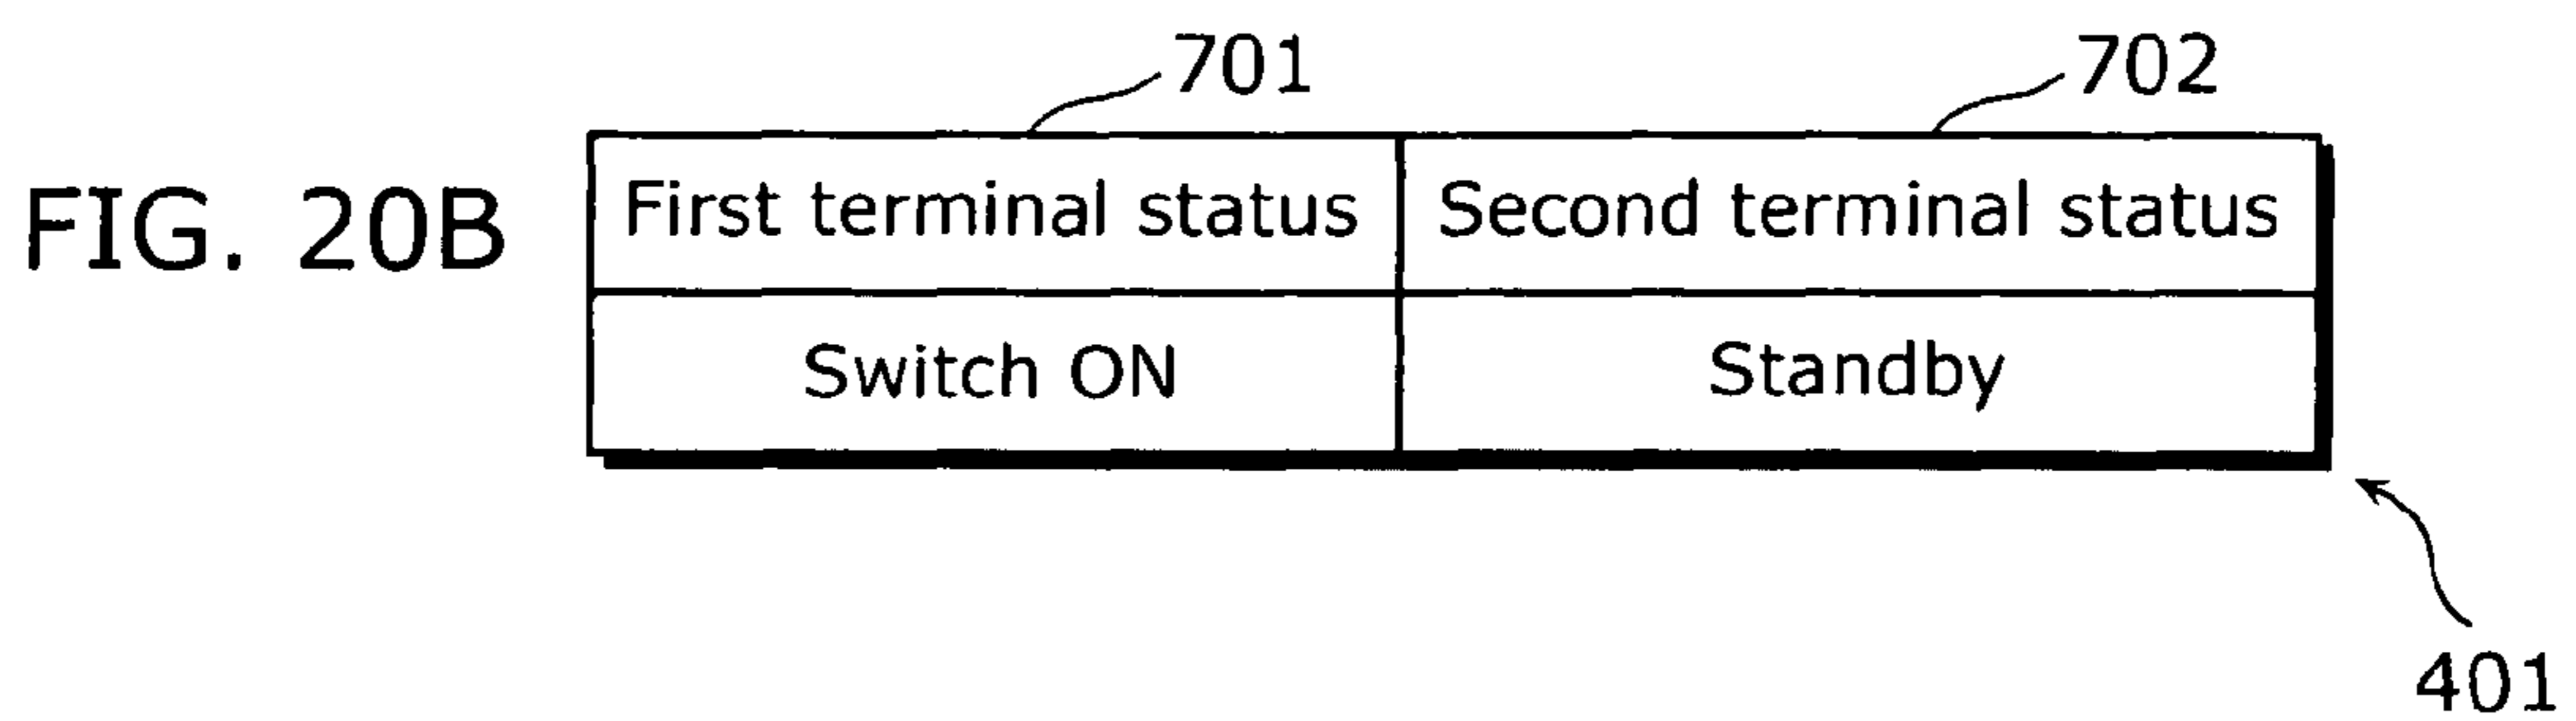 701 702
FIG. 20B
First terminal status Second terminal status
Switch ON Standby
401